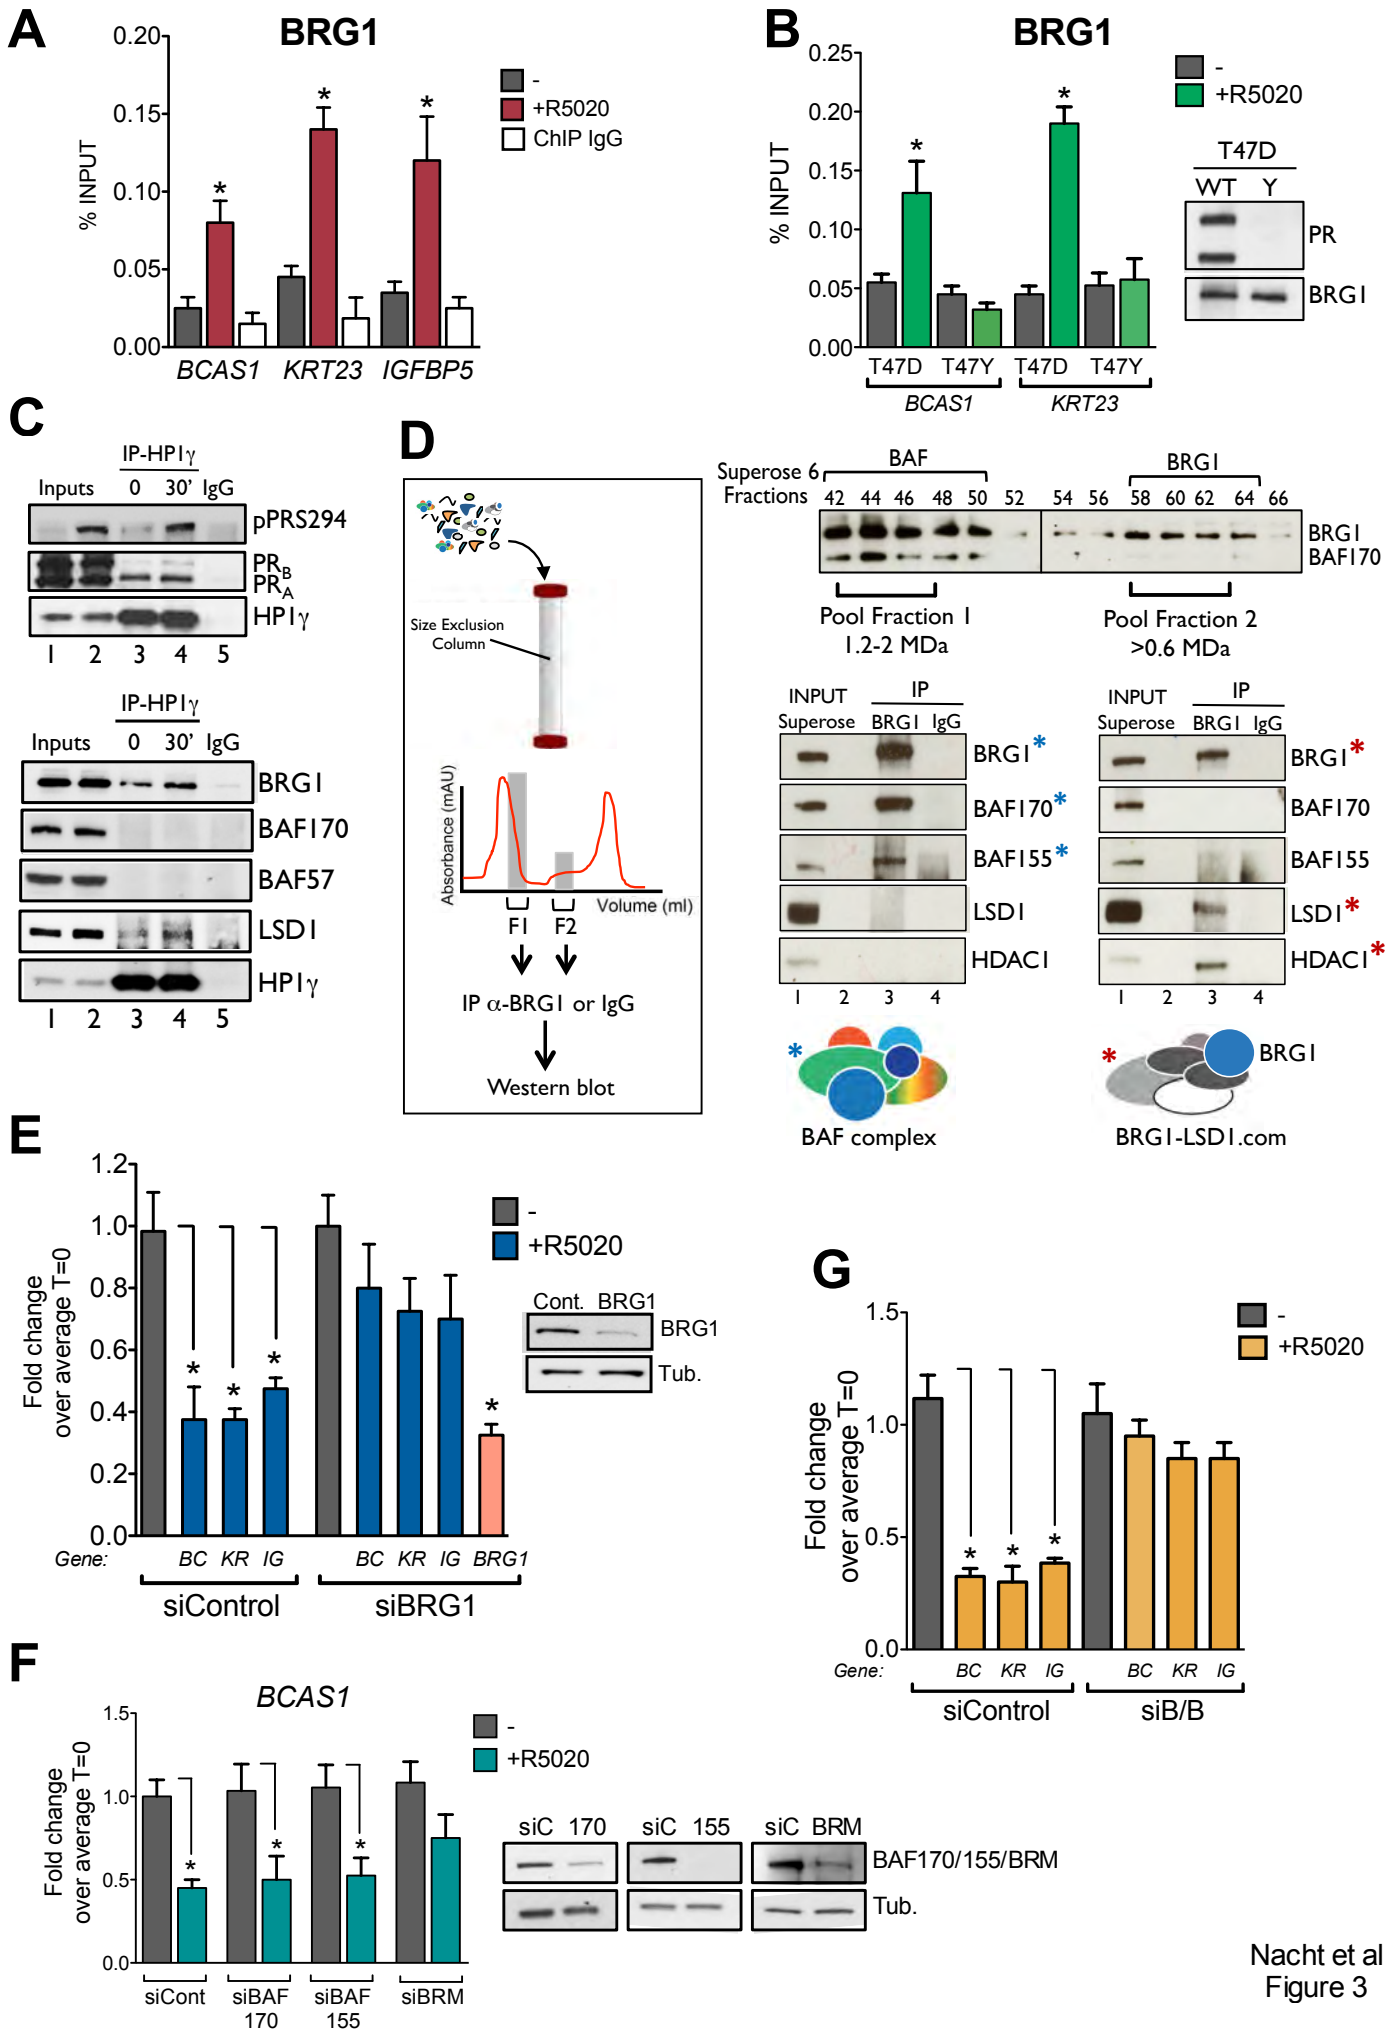 A
BRG1
0.20
0.15
0.10
0.05
0.00
% INPUT
*
*
*
-
+R5020
ChIP IgG
BCAS1 KRT23 IGFBP5
B
BRG1
0.25
0.20
0.15
0.10
0.05
0.00
% INPUT
*
*
-
+R5020
T47D T47Y T47D T47Y
BCAS1 KRT23
T47D
WT Y
PR
BRG1
C
IP-HP1γ
Inputs 0 30' IgG
pPRS294
PRB
PRA
HP1γ
1 2 3 4 5
IP-HP1γ
Inputs 0 30' IgG
BRG1
BAF170
BAF57
LSD1
HP1γ
1 2 3 4 5
D
Size Exclusion
Column
Absorbance (mAU)
Volume (ml)
F1 F2
IP α-BRG1 or IgG
Western blot
BAF BRG1
Superose 6
Fractions 42 44 46 48 50 52 54 56 58 60 62 64 66
BRG1
BAF170
Pool Fraction 1
1.2-2 MDa
Pool Fraction 2
>0.6 MDa
INPUT IP
Superose BRG1 IgG
BRG1*
BAF170*
BAF155*
LSD1
HDAC1
1 2 3 4
*
BAF complex
INPUT IP
Superose BRG1 IgG
BRG1*
BAF170
BAF155
LSD1*
HDAC1*
1 2 3 4
*
BRG1
BRG1-LSD1.com
E
1.2
1.0
0.8
0.6
0.4
0.2
0.0
Fold change
over average T=0
* * *
*
-
+R5020
Gene: BC KR IG BC KR IG BRG1
siControl siBRG1
Cont. BRG1
BRG1
Tub.
F
BCAS1
1.5
1.0
0.5
0.0
Fold change
over average T=0
* * *
-
+R5020
siCont siBAF siBAF siBRM
170 155
siC 170 siC 155 siC BRM
BAF170/155/BRM
Tub.
G
1.5
1.0
0.5
0.0
Fold change
over average T=0
* * *
-
+R5020
Gene: BC KR IG BC KR IG
siControl siB/B
Nacht et al
Figure 3